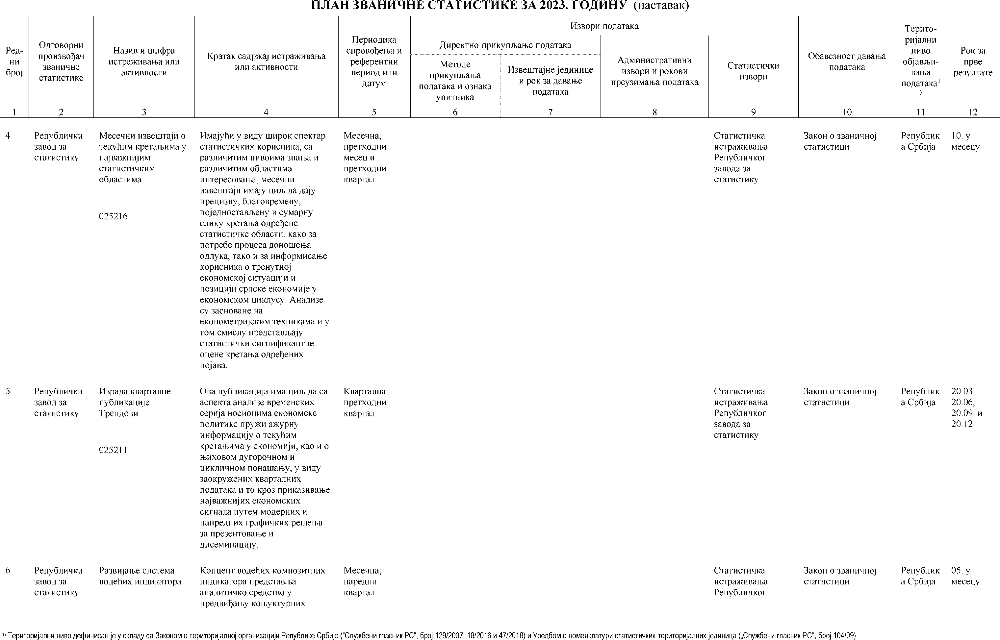 ПЛАН ЗВАНИЧНЕ СТАТИСТИКЕ ЗА 2023. ГОДИНУ (наставак)
Ред-
ни
број
Одговорни
произвођач
званичне
статистике
Назив и шифра
истраживања или
активности
Кратак садржај истраживања
или активности
Периодика
спровођења и
референтни
период или
датум
Извори података
Директно прикупљање података
Методе
прикупљања
података и ознака
упитника
Извештајне јединице
и рок за давање
података
Административни
извори и рокови
преузимања података
Статистички
извори
Обавезност давања
података
Терито-
ријални
ниво
објављи-
вања
података¹
)
Рок за
прве
резултате
1 2 3 4 5 6 7 8 9 10 11 12
4
Републички
завод за
статистику
Месечни извештаји о
текућим кретањима у
најважнијим
статистичким
областима
025216
Имајући у виду широк спектар
статистичких корисника, са
различитим нивоима знања и
различитим областима
интересовања, месечни
извештаји имају циљ да дају
прецизну, благовремену,
поједностављену и сумарну
слику кретања одређене
статистичке области, како за
потребе процеса доношења
одлука, тако и за информисање
корисника о тренутној
економској ситуацији и
позицији српске економије у
економском циклусу. Анализе
су засноване на
економетријским техникама и у
том смислу представљају
статистички сигнификантне
оцене кретања одређених
појава.
Месечна;
претходни
месец и
претходни
квартал
Статистичка
истраживања
Републичког
завода за
статистику
Закон о званичној
статистици
Републик
а Србија
10. у
месецу
5
Републички
завод за
статистику
Израда кварталне
публикације
Трендови
025211
Ова публикација има циљ да са
аспекта анализе временских
серија носиоцима економске
политике пружи ажурну
информацију о текућим
кретањима у економији, као и о
њиховом дугорочном и
цикличном понашању, у виду
заокружених кварталних
података и то кроз приказивање
најважнијих економских
сигнала путем модерних и
напредних графичких решења
за презентовање и
дисеминацију.
Квартална;
претходни
квартал
Статистичка
истраживања
Републичког
завода за
статистику
Закон о званичној
статистици
Републик
а Србија
20.03,
20.06,
20.09. и
20.12.
6
Републички
завод за
статистику
Развијање система
водећих индикатора
Концепт водећих композитних
индикатора представља
аналитичко средство у
предвиђању коњуктурних
Месечна;
наредни
квартал
Статистичка
истраживања
Републичког
Закон о званичној
статистици
Републик
а Србија
05. у
месецу
¹⁾ Територијални ниво дефинисан је у складу са Законом о територијалној организацији Републике Србије ("Службени гласник РС", број 129/2007, 18/2016 и 47/2018) и Уредбом о номенклатури статистичких територијалних јединица („Службени гласник РС", број 104/09).